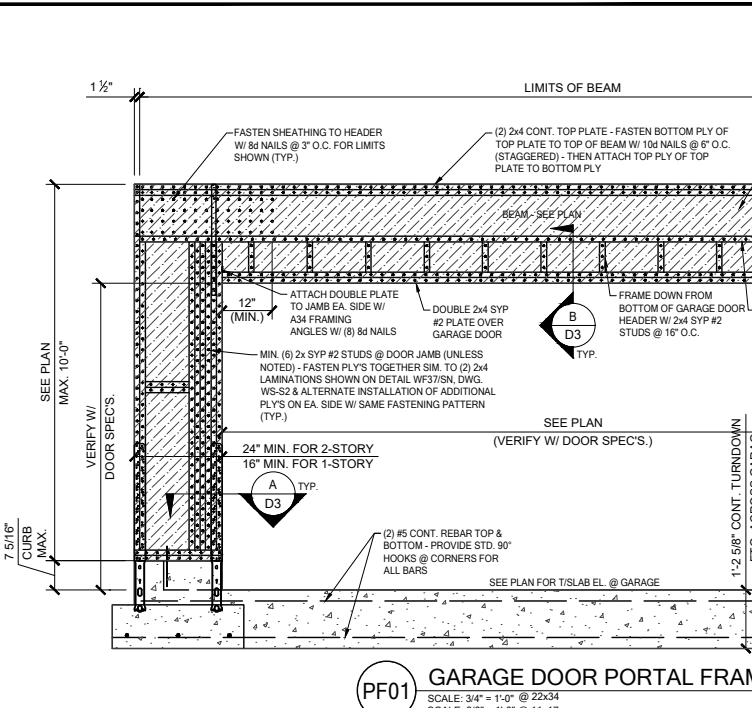 1 ½"
LIMITS OF BEAM
FASTEN SHEATHING TO HEADER
W/ 8d NAILS @ 3" O.C. FOR LIMITS
SHOWN (TYP.)
(2) 2x4 CONT. TOP PLATE - FASTEN BOTTOM PLY OF
TOP PLATE TO TOP OF BEAM W/ 10d NAILS @ 6" O.C.
(STAGGERED) - THEN ATTACH TOP PLY OF TOP
PLATE TO BOTTOM PLY
BEAM - SEE PLAN
ATTACH DOUBLE PLATE
TO JAMB EA. SIDE W/
A34 FRAMING
ANGLES W/ (8) 8d NAILS
12"
(MIN.)
DOUBLE 2x4 SYP
#2 PLATE OVER
GARAGE DOOR
B
D3
TYP.
FRAME DOWN FROM
BOTTOM OF GARAGE DOOR
HEADER W/ 2x4 SYP #2
STUDS @ 16" O.C.
MIN. (6) 2x SYP #2 STUDS @ DOOR JAMB (UNLESS
NOTED) - FASTEN PLY'S TOGETHER SIM. TO (2) 2x4
LAMINATIONS SHOWN ON DETAIL WF37/SN, DWG.
WS-S2 & ALTERNATE INSTALLATION OF ADDITIONAL
PLY'S ON EA. SIDE W/ SAME FASTENING PATTERN
(TYP.)
SEE PLAN
MAX. 10'-0"
VERIFY W/
DOOR SPEC'S.
SEE PLAN
(VERIFY W/ DOOR SPEC'S.)
24" MIN. FOR 2-STORY
16" MIN. FOR 1-STORY
A
D3
TYP.
7 5/16"
CURB
MAX.
(2) #5 CONT. REBAR TOP &
BOTTOM - PROVIDE STD. 90°
HOOKS @ CORNERS FOR
ALL BARS
SEE PLAN FOR T/SLAB EL. @ GARAGE
1'-2 5/8" CONT. TURNDOWN
PF01
GARAGE DOOR PORTAL FRAM
SCALE: 3/4" = 1'-0" @ 22x34